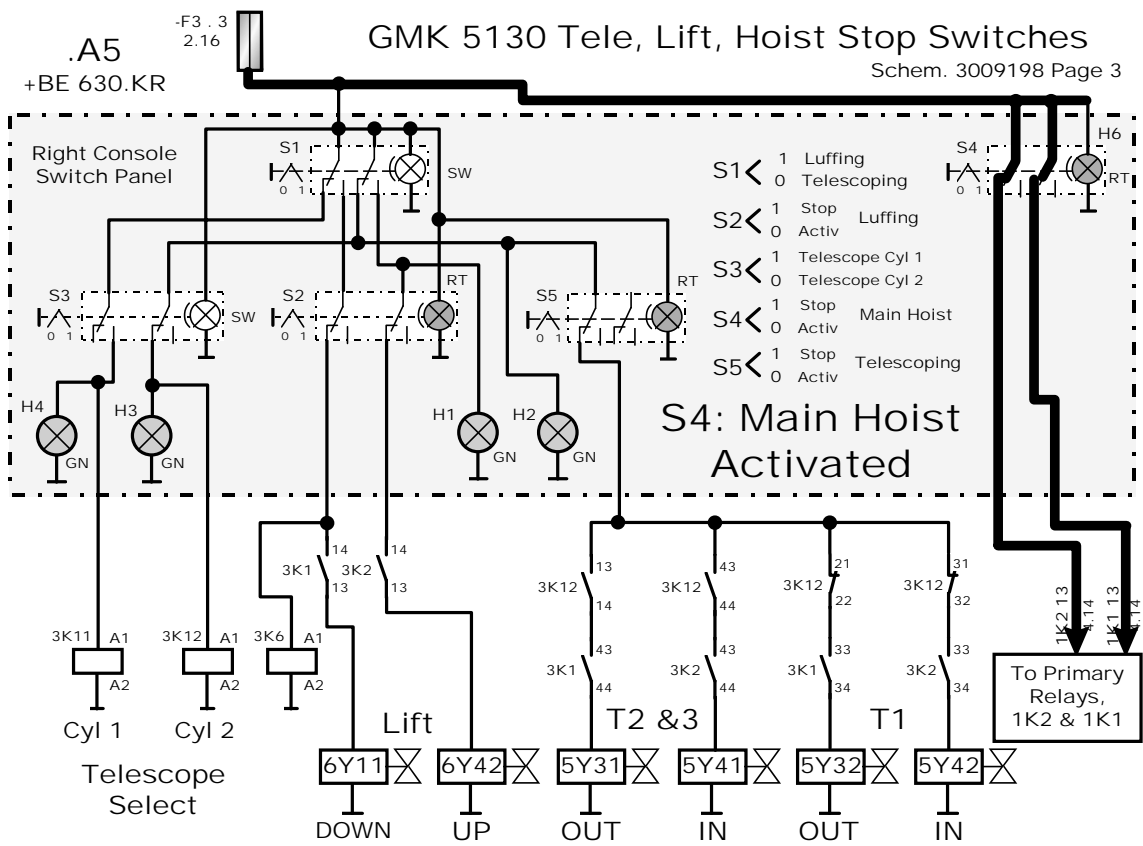 -F3 . 3
2.16
.A5
+BE 630.KR
GMK 5130 Tele, Lift, Hoist Stop Switches
Schem. 3009198 Page 3
Right Console
Switch Panel
S1
0 1
SW
S1 1 Luffing
0 Telescoping
S2 1 Stop
0 Activ
Luffing
S3 1 Telescope Cyl 1
0 Telescope Cyl 2
S4 1 Stop
0 Activ
Main Hoist
S5 1 Stop
0 Activ
Telescoping
S4
0 1
H6
RT
S3
0 1
SW
S2
0 1
RT
S5
0 1
RT
H4
GN
H3
GN
H1
GN
H2
GN
S4: Main Hoist
Activated
3K1
14
13
3K2
14
13
3K12
13
14
3K12
43
44
3K12
21
22
3K12
31
32
3K11
A1
A2
3K12
A1
A2
3K6
A1
A2
3K1
43
44
3K2
43
44
3K1
33
34
3K2
33
34
1K2 13
4.14
1K1 13
4.14
To Primary
Relays,
1K2 & 1K1
Cyl 1
Cyl 2
Telescope
Select
Lift
T2 &3
T1
6Y11
6Y42
5Y31
5Y41
5Y32
5Y42
DOWN
UP
OUT
IN
OUT
IN